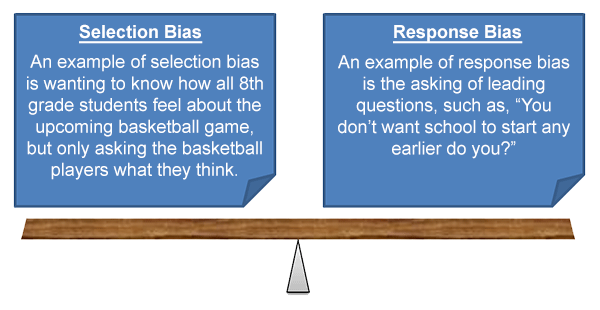 Selection Bias
An example of selection bias
is wanting to know how all 8th
grade students feel about the
upcoming basketball game,
but only asking the basketball
players what they think.
Response Bias
An example of response bias
is the asking of leading
questions, such as, “You
don’t want school to start any
earlier do you?”